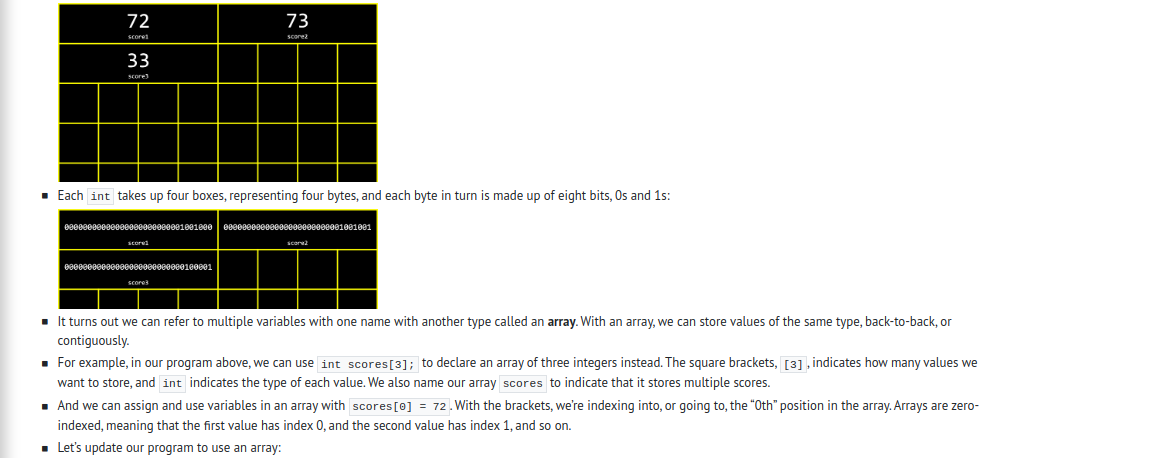 72 73
score1 score2
33
score3
Each int takes up four boxes, representing four bytes, and each byte in turn is made up of eight bits, 0s and 1s:
00000000000000000000000001001000 00000000000000000000000001001001
score1 score2
00000000000000000000000000100001
score3
It turns out we can refer to multiple variables with one name with another type called an array. With an array, we can store values of the same type, back-to-back, or
contiguously.
For example, in our program above, we can use int scores[3]; to declare an array of three integers instead. The square brackets, [3], indicates how many values we
want to store, and int indicates the type of each value. We also name our array scores to indicate that it stores multiple scores.
And we can assign and use variables in an array with scores[0] = 72. With the brackets, we’re indexing into, or going to, the “0th” position in the array. Arrays are zero-
indexed, meaning that the first value has index 0, and the second value has index 1, and so on.
Let’s update our program to use an array: